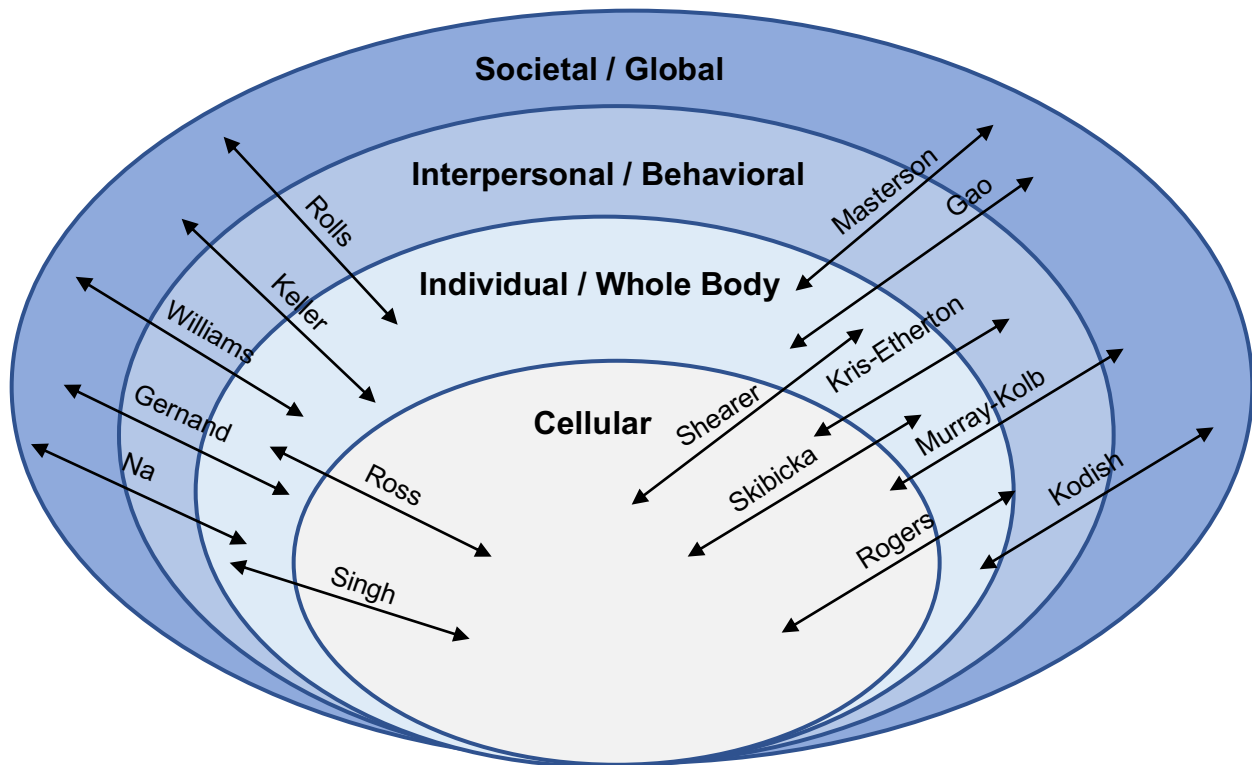 Societal / Global
Interpersonal / Behavioral
Individual / Whole Body
Cellular
Rolls
Keller
Williams
Gernand
Na
Ross
Singh
Masterson
Gao
Kris-Etherton
Shearer
Murray-Kolb
Skibicka
Kodish
Rogers